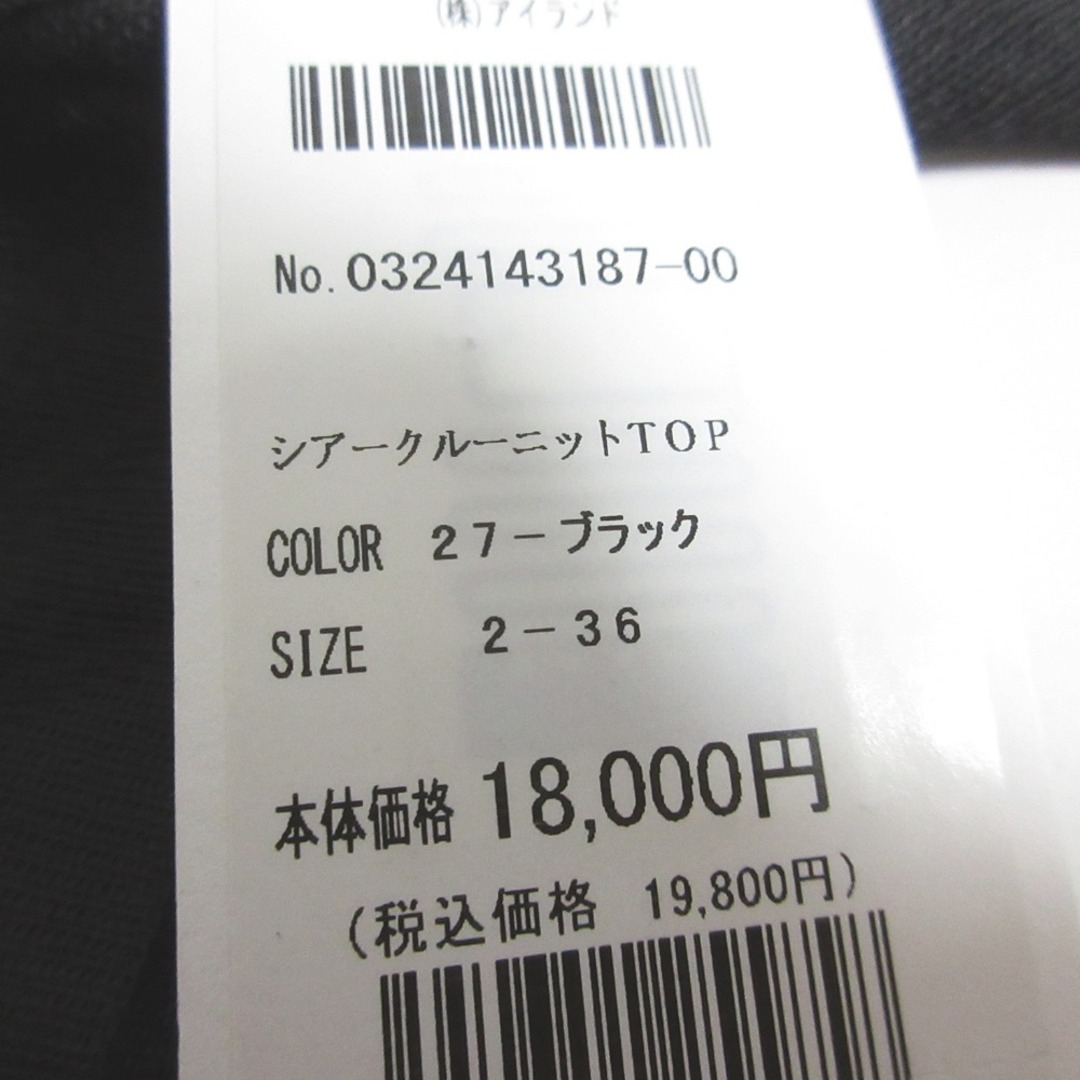 (株)アイランド
No. 0324143187-00
シアークルーニットTOP
COLOR 27-ブラック
SIZE 2-36
本体価格 18,000円
(税込価格 19,800円)